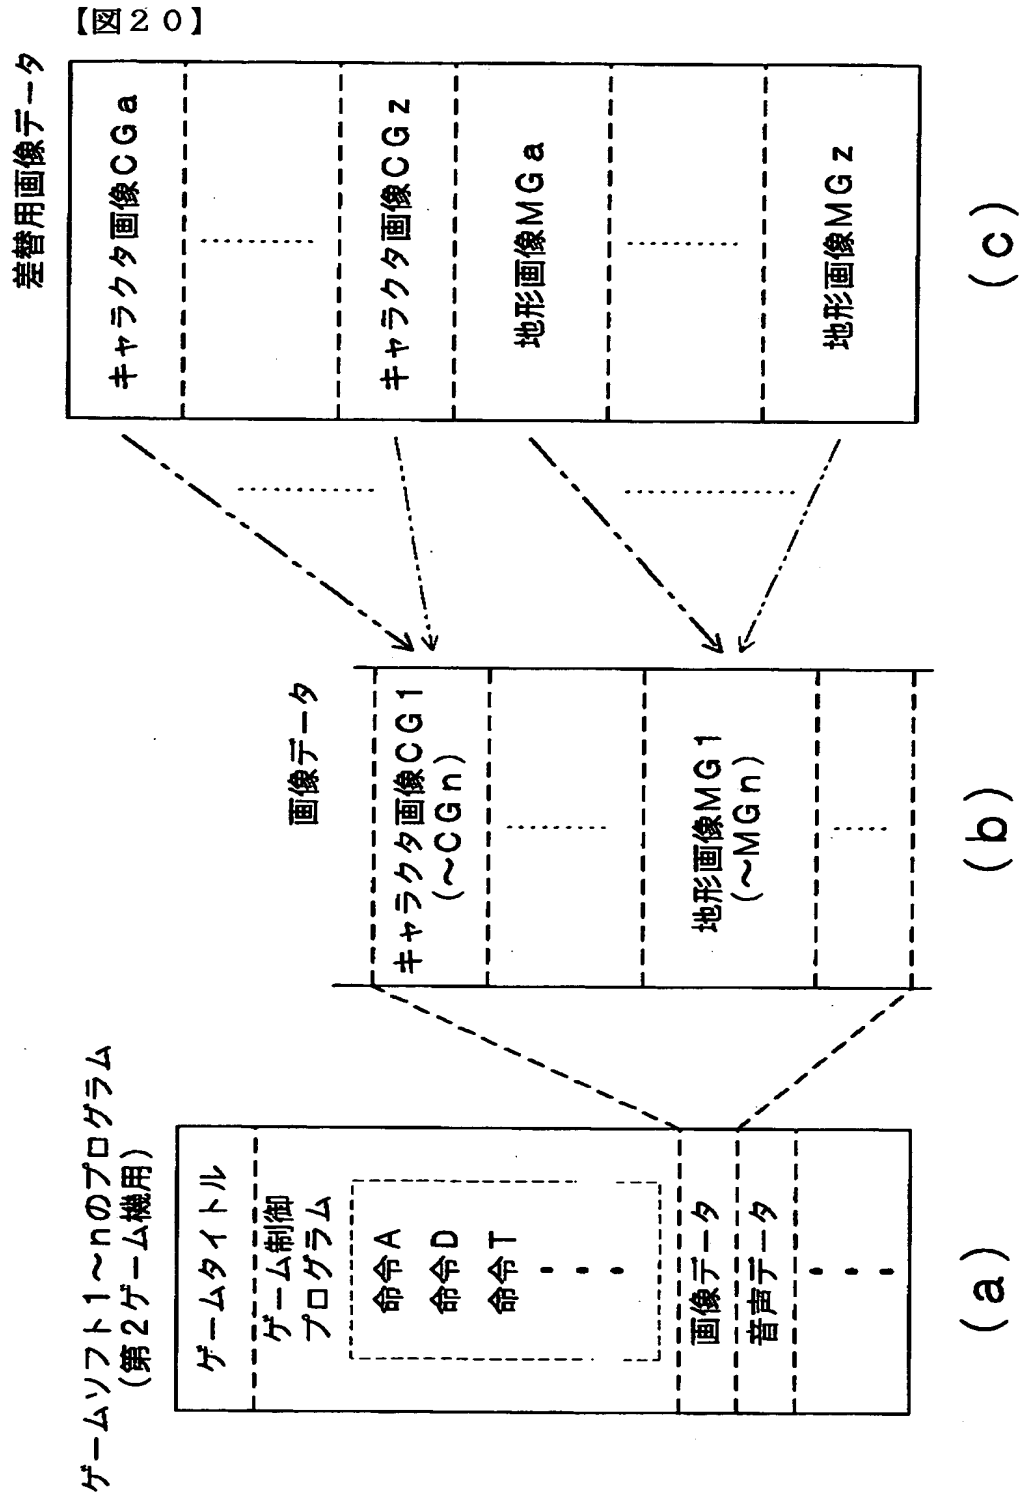 【図２０】
ゲームソフト1～nのプログラム
(第2ゲーム機用)
ゲームタイトル
ゲーム制御
プログラム
命令A
命令D
命令T
画像データ
音声データ
(a)
画像データ
キャラクタ画像CG1
(～CGn)
地形画像MG1
(～MGn)
(b)
差替用画像データ
キャラクタ画像CGa
キャラクタ画像CGz
地形画像MGa
地形画像MGz
(c)